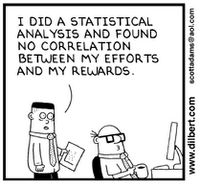 I DID A STATISTICAL
ANALYSIS AND FOUND
NO CORRELATION
BETWEEN MY EFFORTS
AND MY REWARDS.
scottadams@aol.com
www.dilbert.com